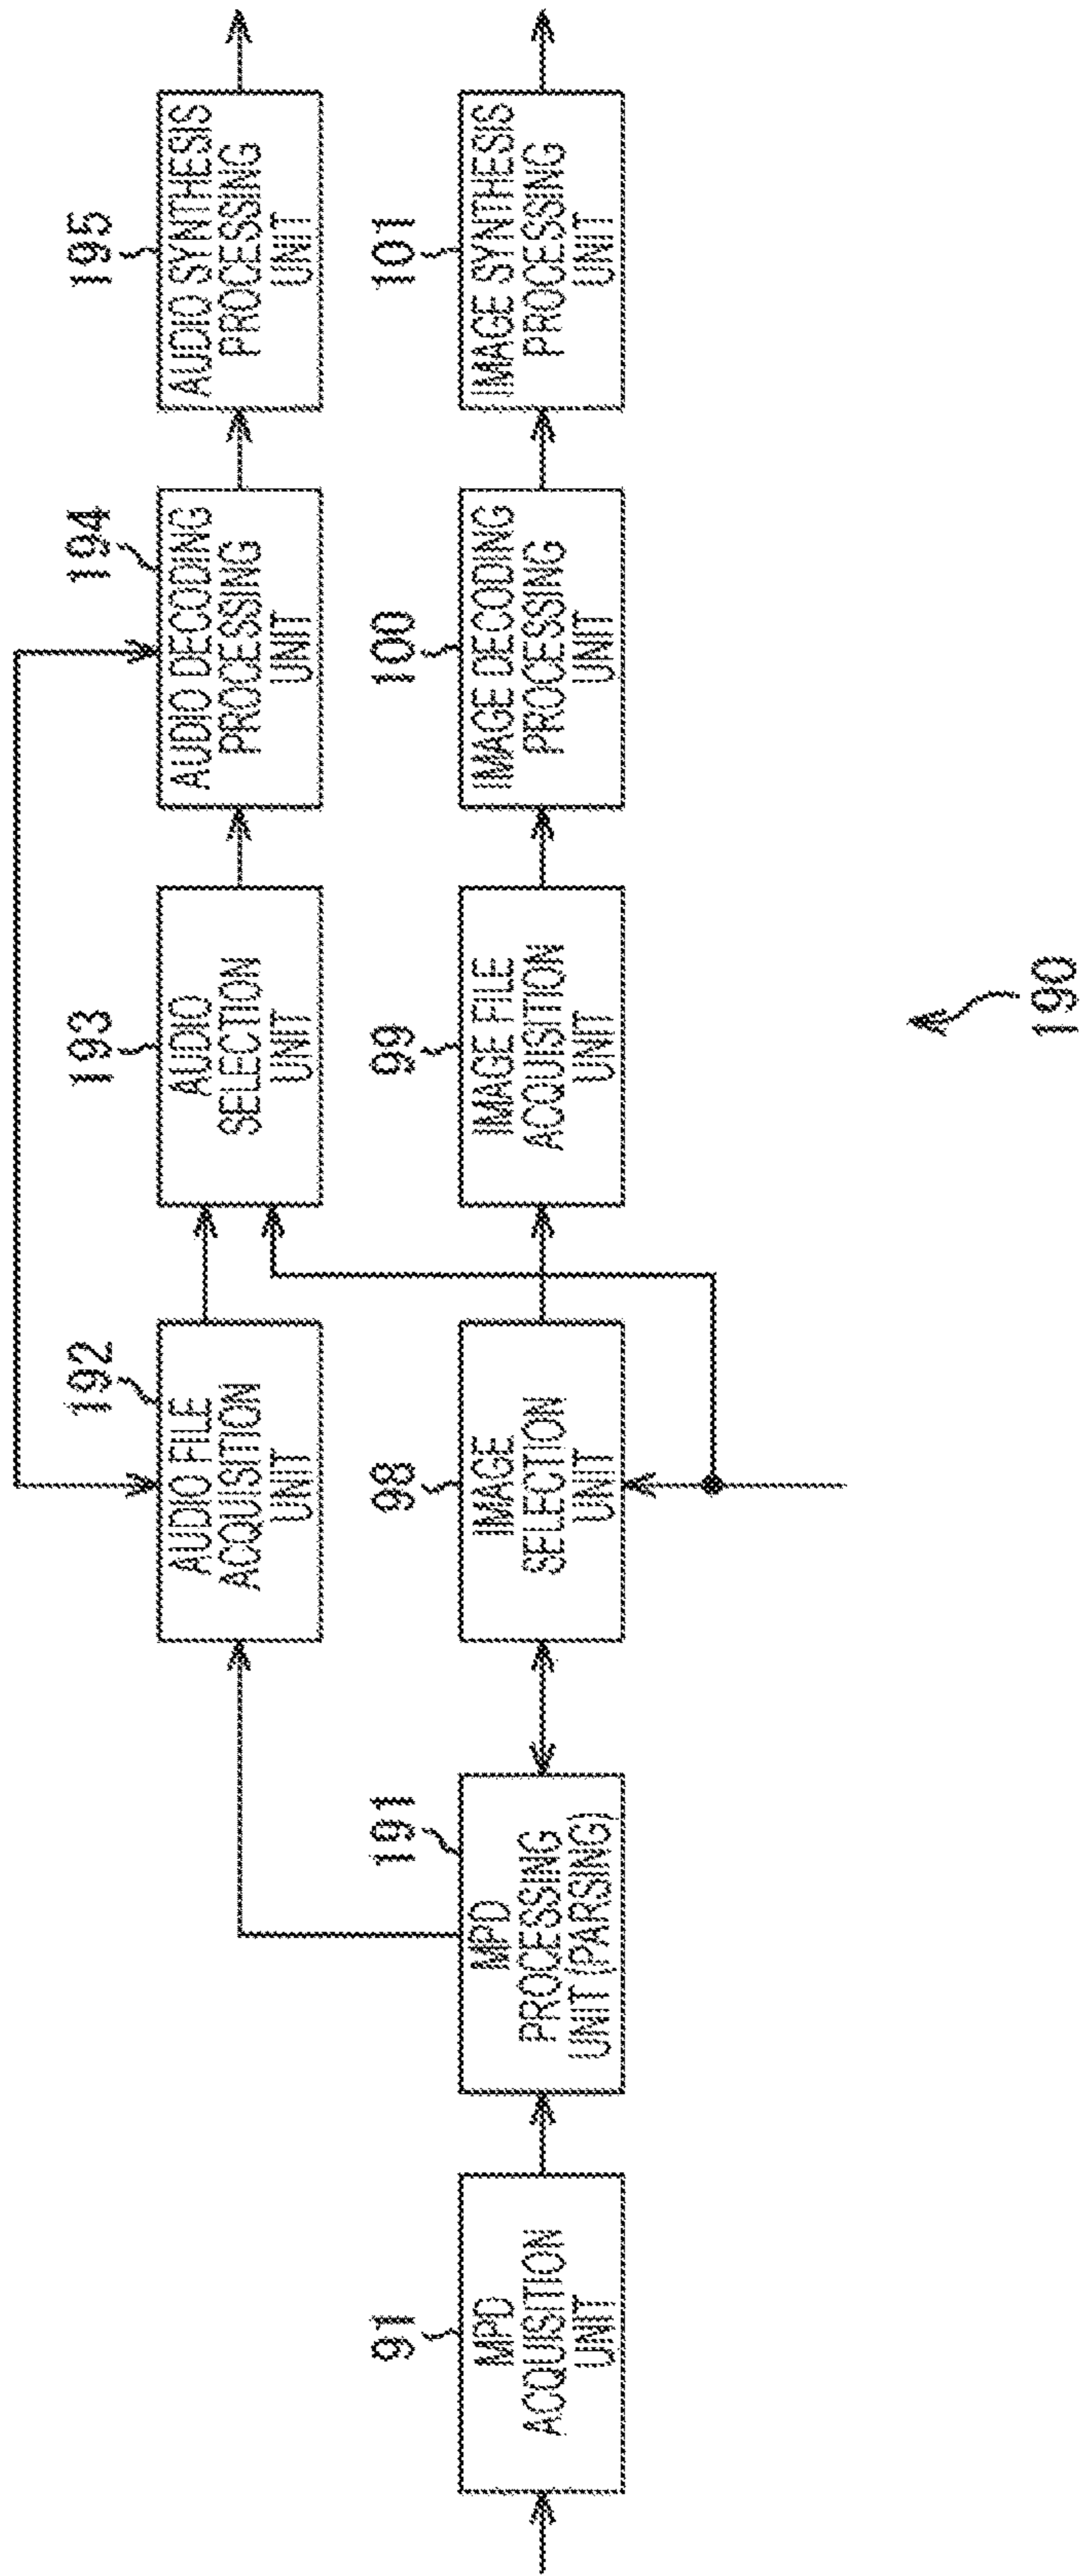 91
MPD
ACQUISITION
UNIT
191
MPD
PROCESSING
UNIT (PARSING)
192
AUDIO FILE
ACQUISITION
UNIT
193
AUDIO
SELECTION
UNIT
194
AUDIO DECODING
PROCESSING
UNIT
195
AUDIO SYNTHESIS
PROCESSING
UNIT
98
IMAGE
SELECTION
UNIT
99
IMAGE FILE
ACQUISITION
UNIT
100
IMAGE DECODING
PROCESSING
UNIT
101
IMAGE SYNTHESIS
PROCESSING
UNIT
190